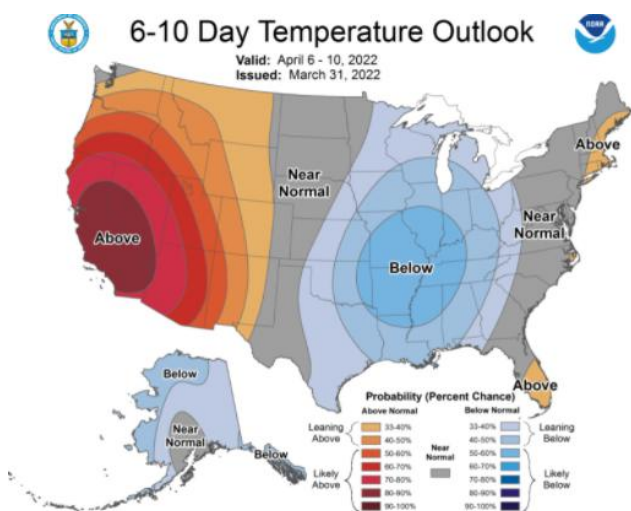 6-10 Day Temperature Outlook
Valid: April 6 - 10, 2022
Issued: March 31, 2022
NOAA
Above
Near
Normal
Below
Above
Near
Normal
Above
Below
Near
Normal
Below
Probability (Percent Chance)
Above Normal
Below Normal
Leaning
Above
33-40%
40-50%
Likely
Above
50-60%
60-70%
70-80%
80-90%
90-100%
Near
Normal
33-40%
40-50%
Leaning
Below
50-60%
60-70%
70-80%
80-90%
90-100%
Likely
Below